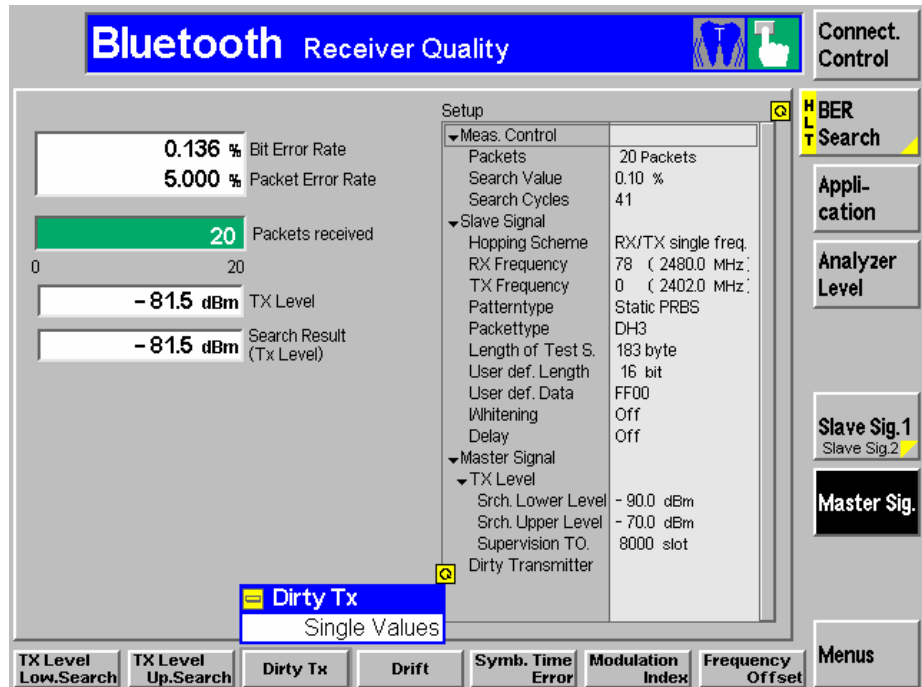 Bluetooth Receiver Quality
T
Connect.
Control
0.136 % Bit Error Rate
5.000 % Packet Error Rate
20 Packets received
0 20
-81.5 dBm TX Level
-81.5 dBm Search Result
(Tx Level)
Setup
Meas. Control
Packets 20 Packets
Search Value 0.10 %
Search Cycles 41
Slave Signal
Hopping Scheme RX/TX single freq.
RX Frequency 78 ( 2480.0 MHz
TX Frequency 0 ( 2402.0 MHz
Patterntype Static PRBS
Packettype DH3
Length of Test S. 183 byte
User def. Length 16 bit
User def. Data FF00
Whitening Off
Delay Off
Master Signal
TX Level
Srch. Lower Level - 90.0 dBm
Srch. Upper Level - 70.0 dBm
Supervision TO. 8000 slot
Dirty Transmitter
Dirty Tx
Single Values
HLT
BER
Search
Appli-
cation
Analyzer
Level
Slave Sig.1
Slave Sig.2
Master Sig.
Menus
TX Level
Low.Search
TX Level
Up.Search
Dirty Tx
Drift
Symb. Time
Error
Modulation
Index
Frequency
Offset